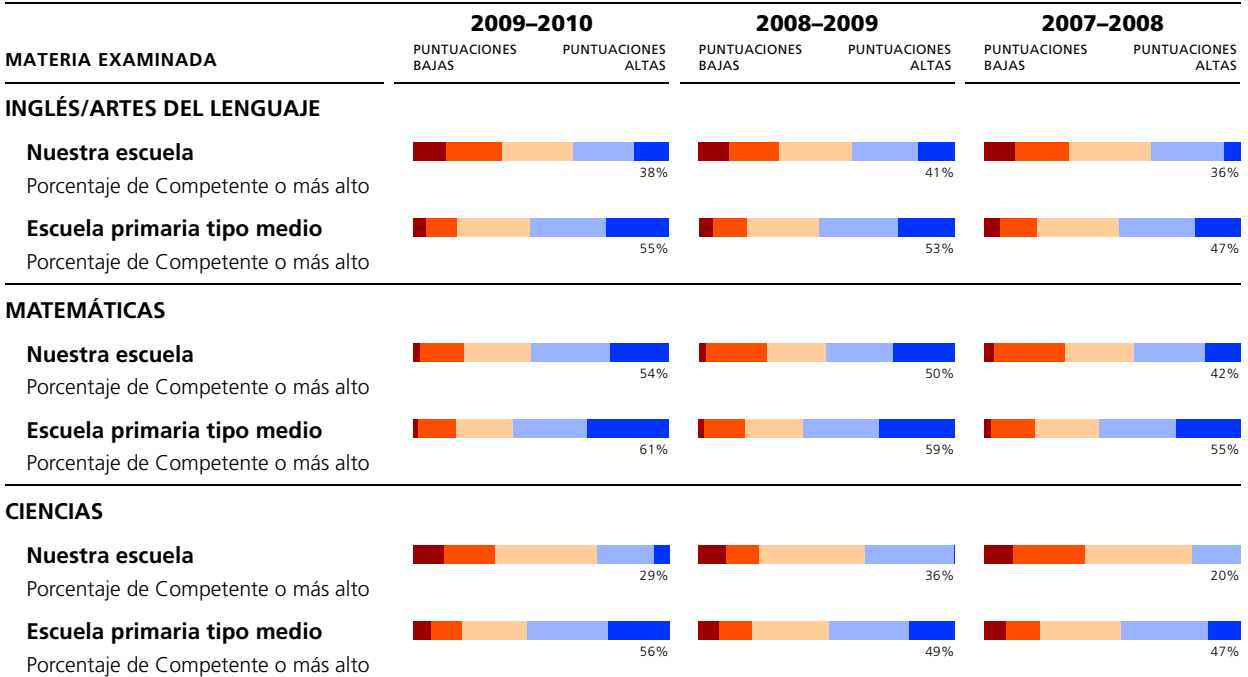 2009–2010 2008–2009 2007–2008
MATERIA EXAMINADA PUNTUACIONES BAJAS PUNTUACIONES ALTAS PUNTUACIONES BAJAS PUNTUACIONES ALTAS PUNTUACIONES BAJAS PUNTUACIONES ALTAS
INGLÉS/ARTES DEL LENGUAJE
Nuestra escuela
Porcentaje de Competente o más alto 38% 41% 36%
Escuela primaria tipo medio
Porcentaje de Competente o más alto 55% 53% 47%
MATEMÁTICAS
Nuestra escuela
Porcentaje de Competente o más alto 54% 50% 42%
Escuela primaria tipo medio
Porcentaje de Competente o más alto 61% 59% 55%
CIENCIAS
Nuestra escuela
Porcentaje de Competente o más alto 29% 36% 20%
Escuela primaria tipo medio
Porcentaje de Competente o más alto 56% 49% 47%